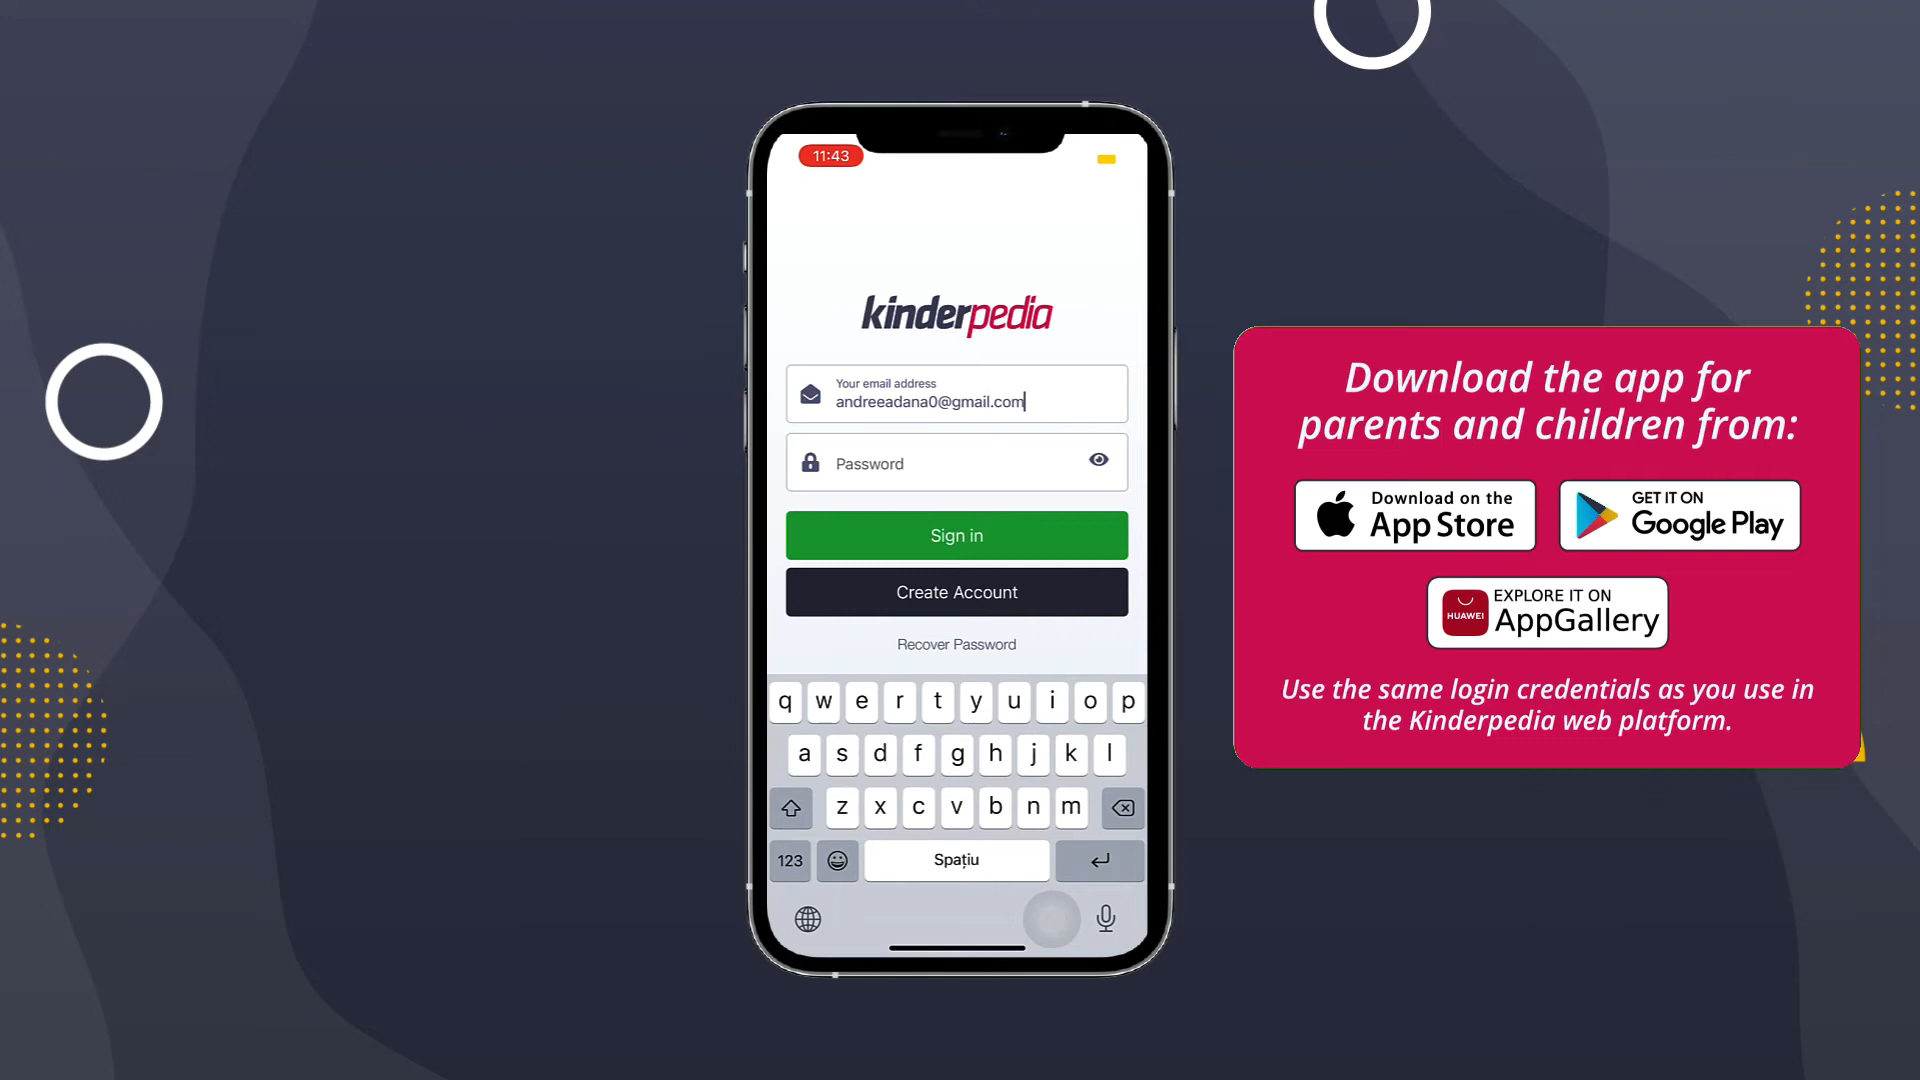 11:43
kinderpedia
Your email address
andreeadana0@gmail.com
Password
Sign in
Create Account
Recover Password
q w e r t y u i o p
a s d f g h j k l
z x c v b n m
123
Spațiu
Download the app for
parents and children from:
Download on the
App Store
GET IT ON
Google Play
HUAWEI
EXPLORE IT ON
AppGallery
Use the same login credentials as you use in
the Kinderpedia web platform.